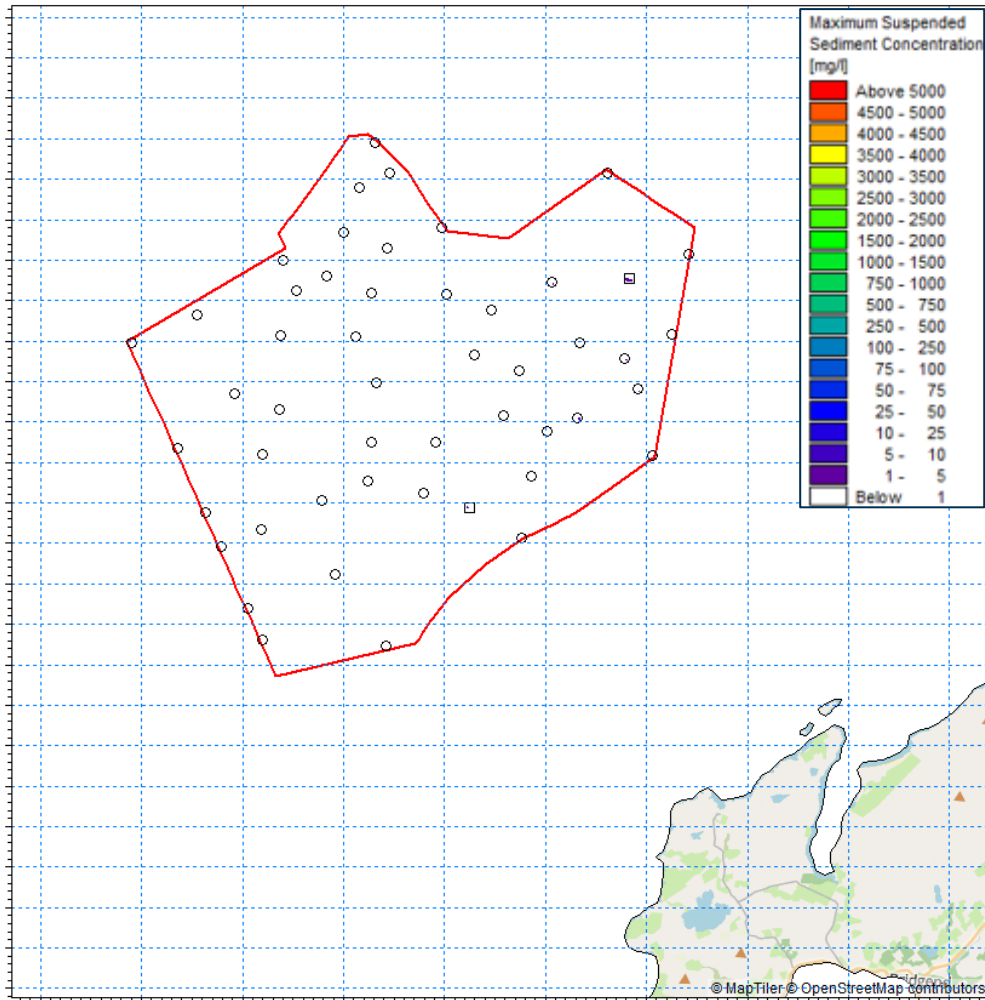 Maximum Suspended
Sediment Concentration
[mg/l]
Above 5000
4500 - 5000
4000 - 4500
3500 - 4000
3000 - 3500
2500 - 3000
2000 - 2500
1500 - 2000
1000 - 1500
750 - 1000
500 - 750
250 - 500
100 - 250
75 - 100
50 - 75
25 - 50
10 - 25
5 - 10
1 - 5
Below 1
© MapTiler © OpenStreetMap contributors